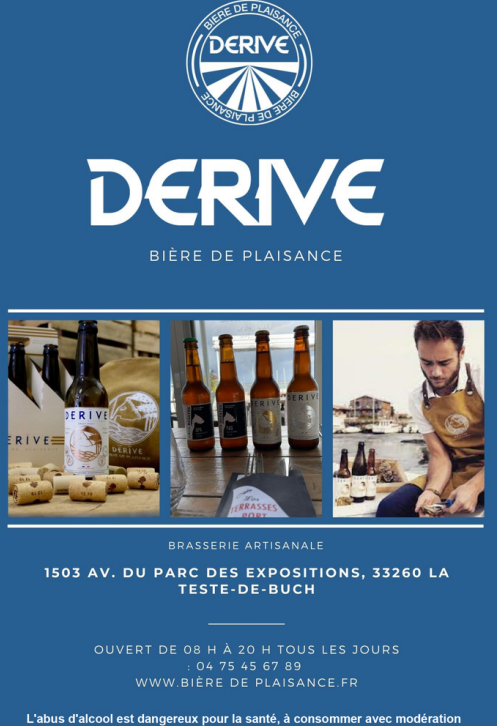 BIÈRE DE PLAISANCE
DERIVE
BIÈRE DE PLAISANCE
DERIVE
BIÈRE DE PLAISANCE
DERIVE
DERIVE
DERIVE
DERIVE
TERRASSES
PORT
BRASSERIE ARTISANALE
1503 AV. DU PARC DES EXPOSITIONS, 33260 LA
TESTE-DE-BUCH
OUVERT DE 08 H À 20 H TOUS LES JOURS
: 04 75 45 67 89
WWW.BIÈRE DE PLAISANCE.FR
L'abus d'alcool est dangereux pour la santé, à consommer avec modération